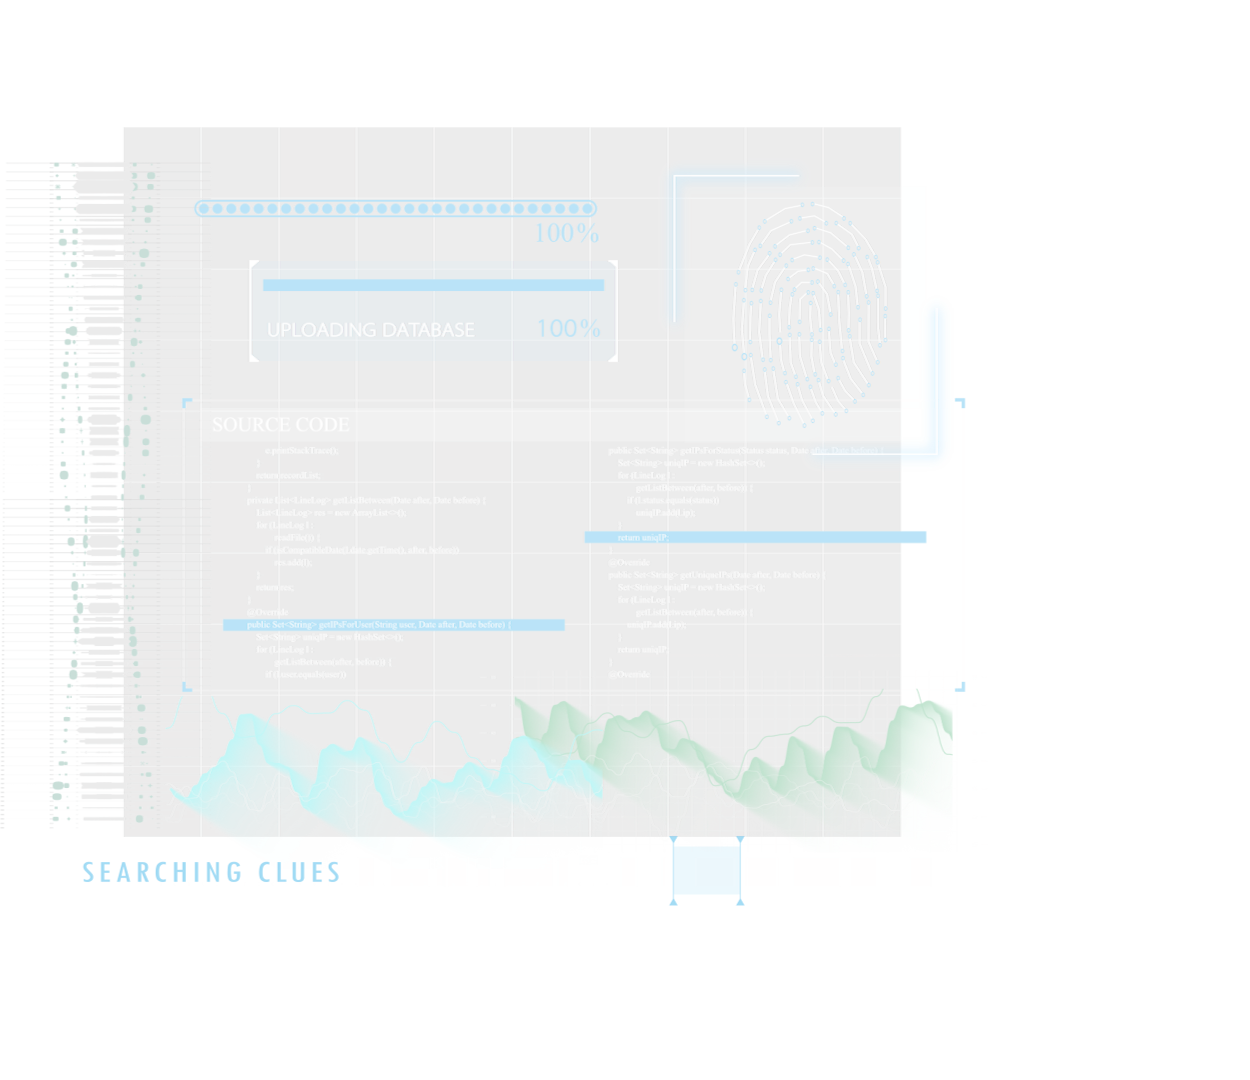 100%
UPLOADING DATABASE 100%
SOURCE CODE
e.printStackTrace();
}
return readList;
}
private List<LineLog> getListBetween(Date after, Date before) {
List<LineLog> res = new ArrayList<>();
for (LineLog l :
readFile()) {
if (isCompatibleDate(l.date.getTime(), after, before))
res.add(l);
}
return res;
}
@Override
public Set<String> getIPsForUser(String user, Date after, Date before) {
Set<String> uniqIP = new HashSet<>();
for (LineLog l :
getListBetween(after, before)) {
if (l.user.equals(user))
public Set<String> getIPsForStatus(Status status, Date after, Date before) {
Set<String> uniqIP = new HashSet<>();
for (LineLog l :
getListBetween(after, before)) {
if (l.status.equals(status))
uniqIP.add(l.ip);
}
return uniqIP;
}
@Override
public Set<String> getUniqueIPs(Date after, Date before) {
Set<String> uniqIP = new HashSet<>();
for (LineLog l :
getListBetween(after, before)) {
uniqIP.add(l.ip);
}
return uniqIP;
}
@Override
SEARCHING CLUES